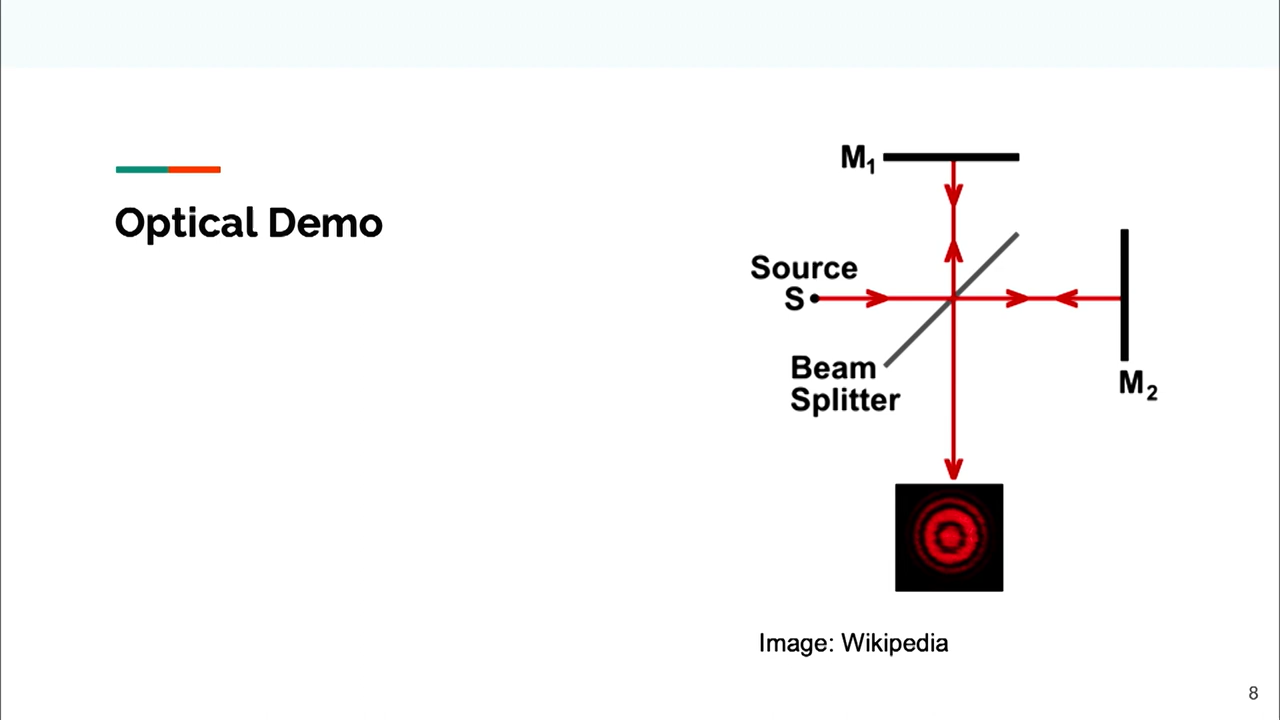 Optical Demo
M₁
Source
S
Beam
Splitter
M₂
Image: Wikipedia
8